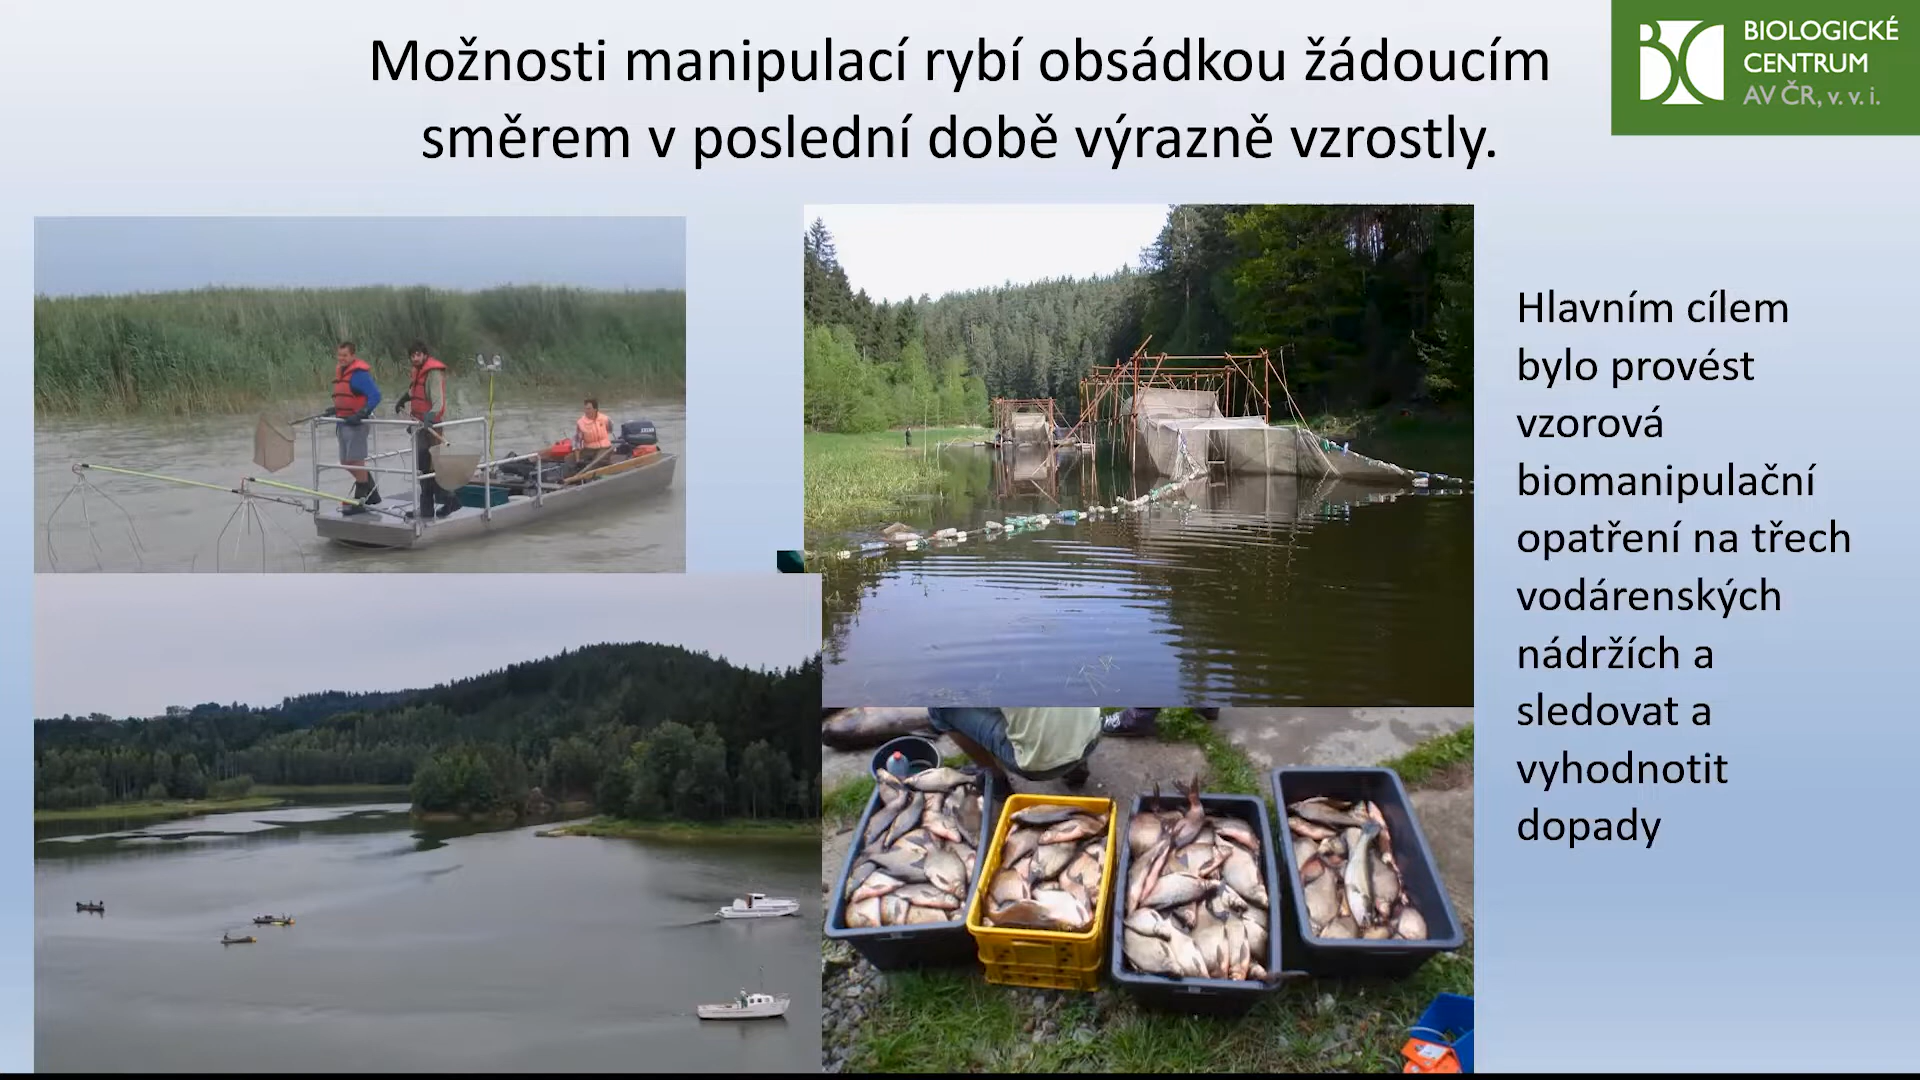 Možnosti manipulací rybí obsádkou žádoucím
směrem v poslední době výrazně vzrostly.
BIOLOGICKÉ
CENTRUM
AV ČR, v. v. i.
Hlavním cílem
bylo provést
vzorová
biomanipulační
opatření na třech
vodárenských
nádržích a
sledovat a
vyhodnotit
dopady